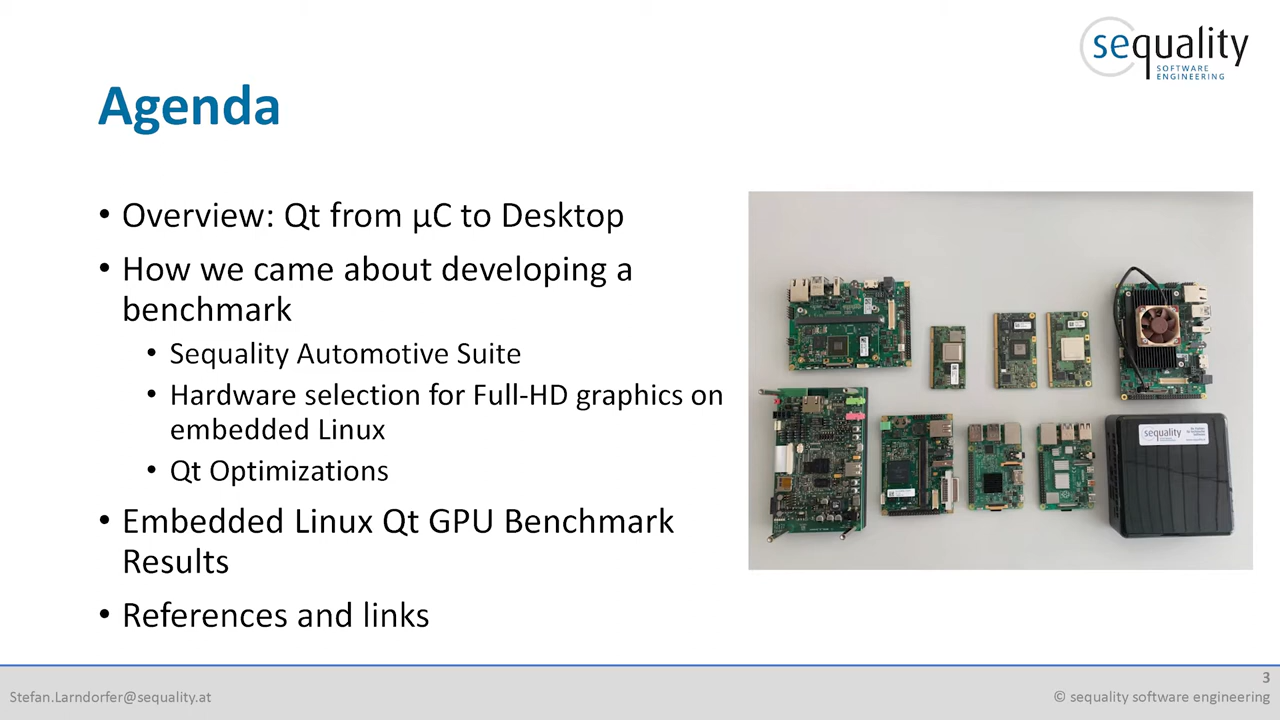 sequality
SOFTWARE
ENGINEERING
Agenda
• Overview: Qt from µC to Desktop
• How we came about developing a
benchmark
• Sequality Automotive Suite
• Hardware selection for Full-HD graphics on
embedded Linux
• Qt Optimizations
• Embedded Linux Qt GPU Benchmark
Results
• References and links
sequality
3
Stefan.Larndorfer@sequality.at
© sequality software engineering